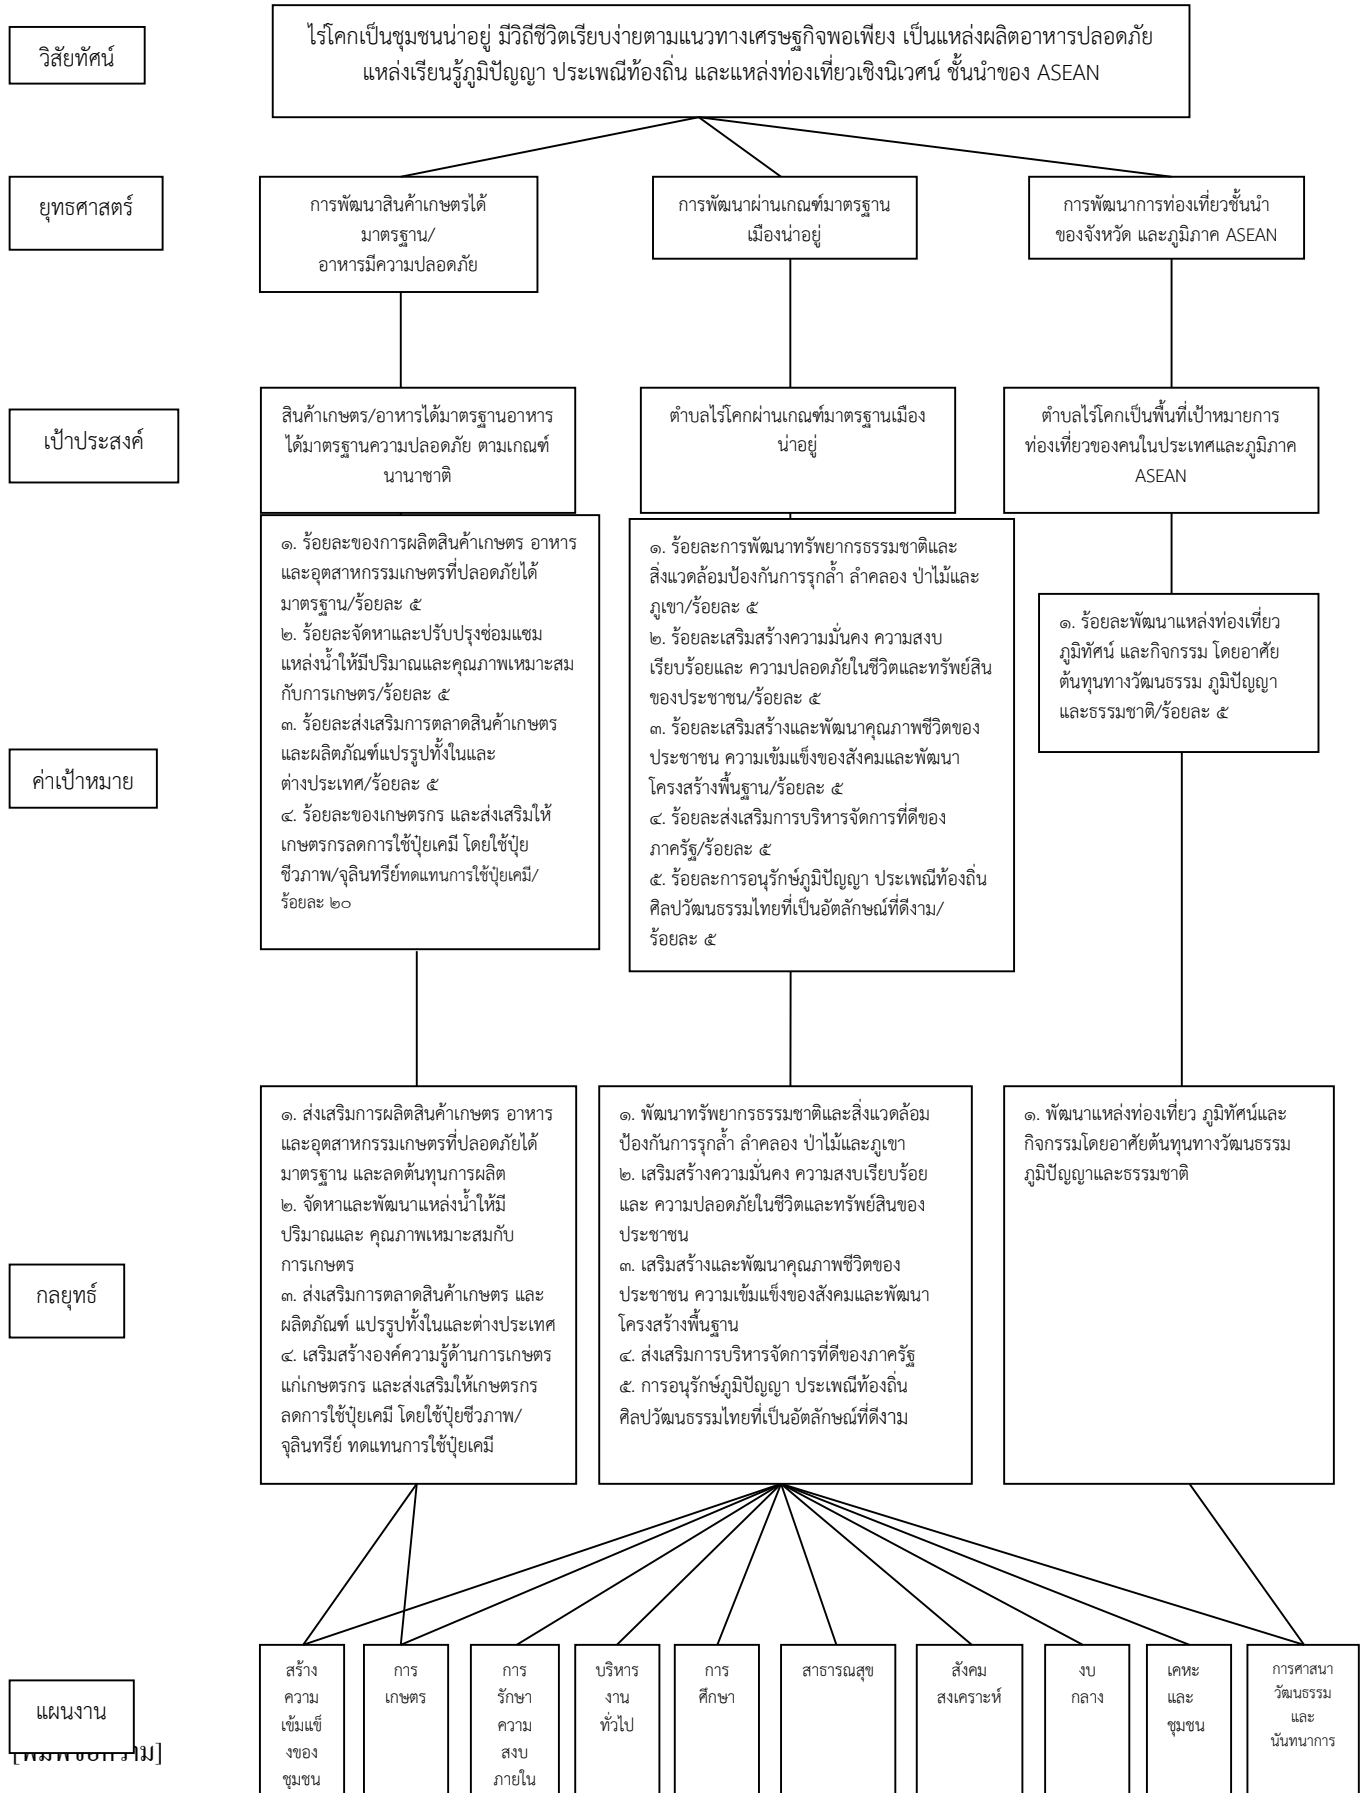 วิสัยทัศน์
ไร่โคกเป็นชุมชนน่าอยู่ มีวิถีชีวิตเรียบง่ายตามแนวทางเศรษฐกิจพอเพียง เป็นแหล่งผลิตอาหารปลอดภัย
แหล่งเรียนรู้ภูมิปัญญา ประเพณีท้องถิ่น และแหล่งท่องเที่ยวเชิงนิเวศน์ ชั้นนำของ ASEAN
ยุทธศาสตร์
การพัฒนาสินค้าเกษตรได้
มาตรฐาน/
อาหารมีความปลอดภัย
การพัฒนาผ่านเกณฑ์มาตรฐาน
เมืองน่าอยู่
การพัฒนาการท่องเที่ยวชั้นนำ
ของจังหวัด และภูมิภาค ASEAN
เป้าประสงค์
สินค้าเกษตร/อาหารได้มาตรฐานอาหาร
ได้มาตรฐานความปลอดภัย ตามเกณฑ์
นานาชาติ
ตำบลไร่โคกผ่านเกณฑ์มาตรฐานเมือง
น่าอยู่
ตำบลไร่โคกเป็นพื้นที่เป้าหมายการ
ท่องเที่ยวของคนในประเทศและภูมิภาค
ASEAN
ค่าเป้าหมาย
๑. ร้อยละของการผลิตสินค้าเกษตร อาหาร
และอุตสาหกรรมเกษตรที่ปลอดภัยได้
มาตรฐาน/ร้อยละ ๕
๒. ร้อยละจัดหาและปรับปรุงซ่อมแซม
แหล่งน้ำให้มีปริมาณและคุณภาพเหมาะสม
กับการเกษตร/ร้อยละ ๕
๓. ร้อยละส่งเสริมการตลาดสินค้าเกษตร
และผลิตภัณฑ์แปรรูปทั้งในและ
ต่างประเทศ/ร้อยละ ๕
๔. ร้อยละของเกษตรกร และส่งเสริมให้
เกษตรกรลดการใช้ปุ๋ยเคมี โดยใช้ปุ๋ย
ชีวภาพ/จุลินทรีย์ทดแทนการใช้ปุ๋ยเคมี/
ร้อยละ ๒๐
๑. ร้อยละการพัฒนาทรัพยากรธรรมชาติและ
สิ่งแวดล้อมป้องกันการรุกล้ำ ลำคลอง ป่าไม้และ
ภูเขา/ร้อยละ ๕
๒. ร้อยละเสริมสร้างความมั่นคง ความสงบ
เรียบร้อยและ ความปลอดภัยในชีวิตและทรัพย์สิน
ของประชาชน/ร้อยละ ๕
๓. ร้อยละเสริมสร้างและพัฒนาคุณภาพชีวิตของ
ประชาชน ความเข้มแข็งของสังคมและพัฒนา
โครงสร้างพื้นฐาน/ร้อยละ ๕
๔. ร้อยละส่งเสริมการบริหารจัดการที่ดีของ
ภาครัฐ/ร้อยละ ๕
๕. ร้อยละการอนุรักษ์ภูมิปัญญา ประเพณีท้องถิ่น
ศิลปวัฒนธรรมไทยที่เป็นอัตลักษณ์ที่ดีงาม/
ร้อยละ ๕
๑. ร้อยละพัฒนาแหล่งท่องเที่ยว
ภูมิทัศน์ และกิจกรรม โดยอาศัย
ต้นทุนทางวัฒนธรรม ภูมิปัญญา
และธรรมชาติ/ร้อยละ ๕
กลยุทธ์
๑. ส่งเสริมการผลิตสินค้าเกษตร อาหาร
และอุตสาหกรรมเกษตรที่ปลอดภัยได้
มาตรฐาน และลดต้นทุนการผลิต
๒. จัดหาและพัฒนาแหล่งน้ำให้มี
ปริมาณและ คุณภาพเหมาะสมกับ
การเกษตร
๓. ส่งเสริมการตลาดสินค้าเกษตร และ
ผลิตภัณฑ์ แปรรูปทั้งในและต่างประเทศ
๔. เสริมสร้างองค์ความรู้ด้านการเกษตร
แก่เกษตรกร และส่งเสริมให้เกษตรกร
ลดการใช้ปุ๋ยเคมี โดยใช้ปุ๋ยชีวภาพ/
จุลินทรีย์ ทดแทนการใช้ปุ๋ยเคมี
๑. พัฒนาทรัพยากรธรรมชาติและสิ่งแวดล้อม
ป้องกันการรุกล้ำ ลำคลอง ป่าไม้และภูเขา
๒. เสริมสร้างความมั่นคง ความสงบเรียบร้อย
และ ความปลอดภัยในชีวิตและทรัพย์สินของ
ประชาชน
๓. เสริมสร้างและพัฒนาคุณภาพชีวิตของ
ประชาชน ความเข้มแข็งของสังคมและพัฒนา
โครงสร้างพื้นฐาน
๔. ส่งเสริมการบริหารจัดการที่ดีของภาครัฐ
๕. การอนุรักษ์ภูมิปัญญา ประเพณีท้องถิ่น
ศิลปวัฒนธรรมไทยที่เป็นอัตลักษณ์ที่ดีงาม
๑. พัฒนาแหล่งท่องเที่ยว ภูมิทัศน์และ
กิจกรรมโดยอาศัยต้นทุนทางวัฒนธรรม
ภูมิปัญญาและธรรมชาติ
แผนงาน
สร้าง
ความ
เข้มแข็
งของ
ชุมชน
การ
เกษตร
การ
รักษา
ความ
สงบ
ภายใน
บริหาร
งาน
ทั่วไป
การ
ศึกษา
สาธารณสุข
สังคม
สงเคราะห์
งบ
กลาง
เคหะ
และ
ชุมชน
การศาสนา
วัฒนธรรม
และ
นันทนาการ